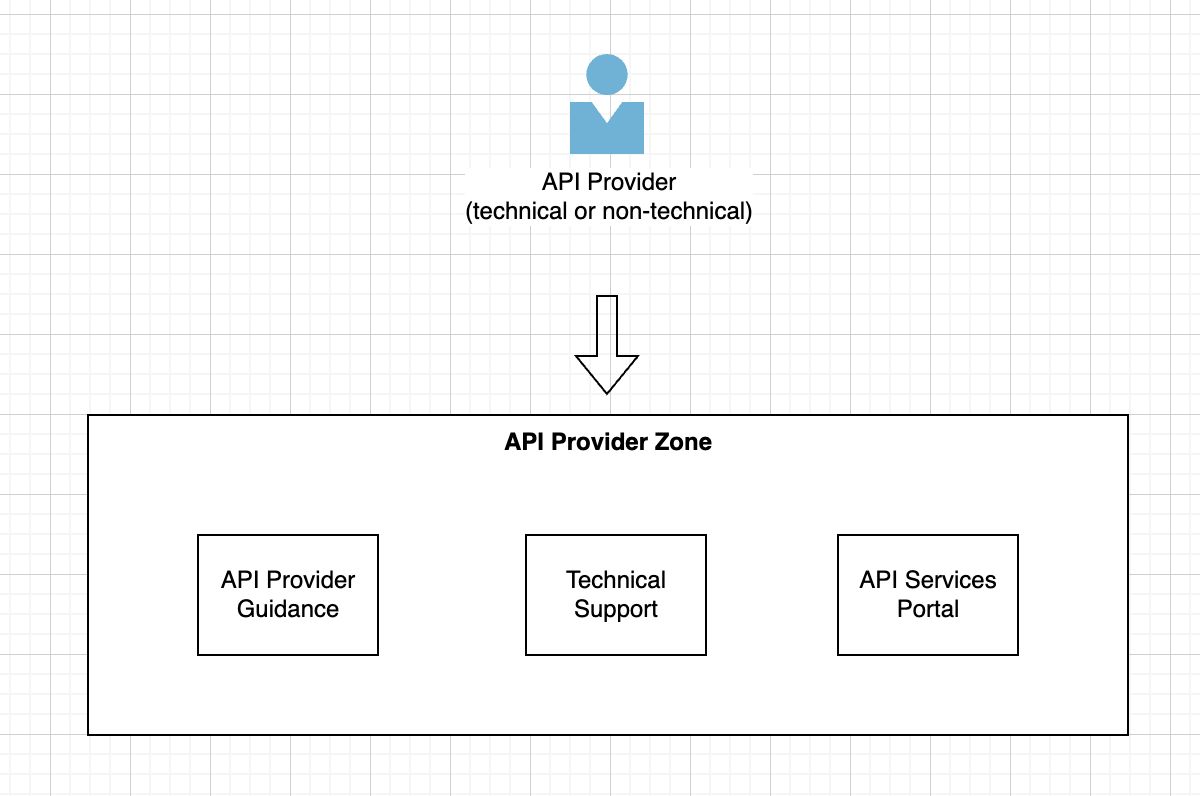 API Provider
(technical or non-technical)
API Provider Zone
API Provider
Guidance
Technical
Support
API Services
Portal